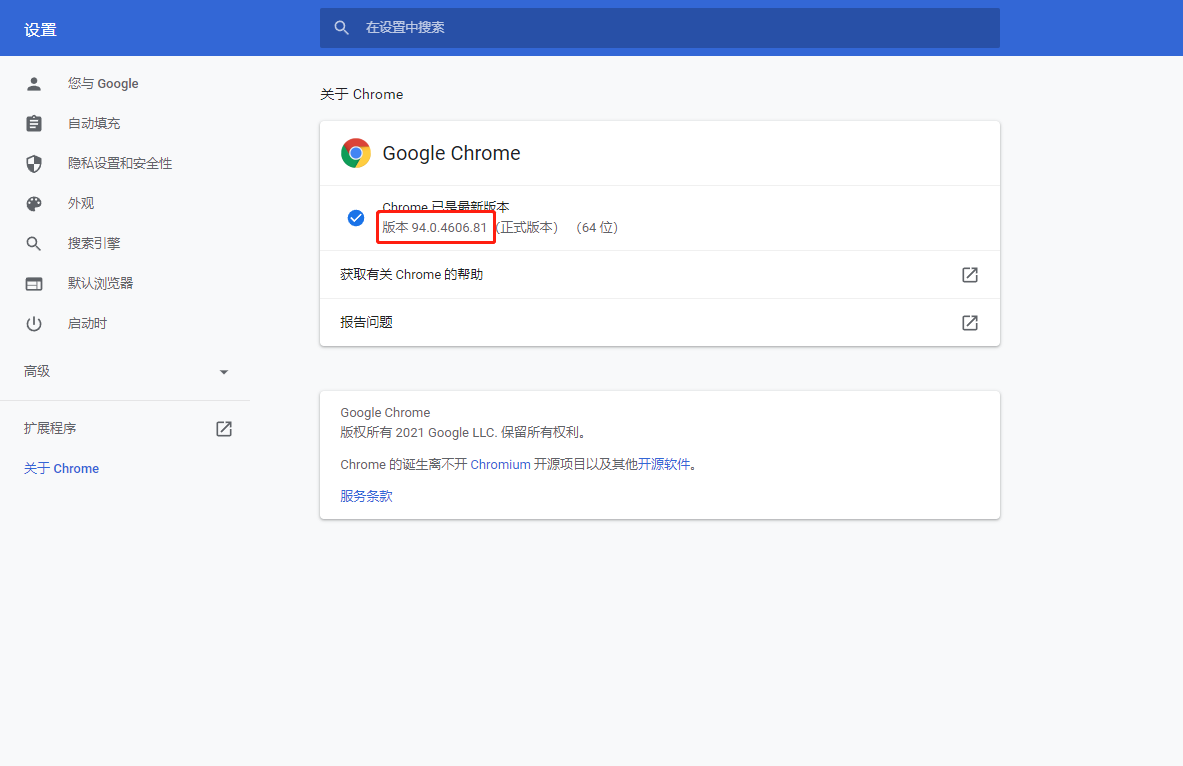 设置
在设置中搜索
您与 Google
自动填充
隐私设置和安全性
外观
搜索引擎
默认浏览器
启动时
高级
扩展程序
关于 Chrome
关于 Chrome
Google Chrome
Chrome 已是最新版本
版本 94.0.4606.81（正式版本） （64 位）
获取有关 Chrome 的帮助
报告问题
Google Chrome
版权所有 2021 Google LLC. 保留所有权利。
Chrome 的诞生离不开 Chromium 开源项目以及其他开源软件。
服务条款